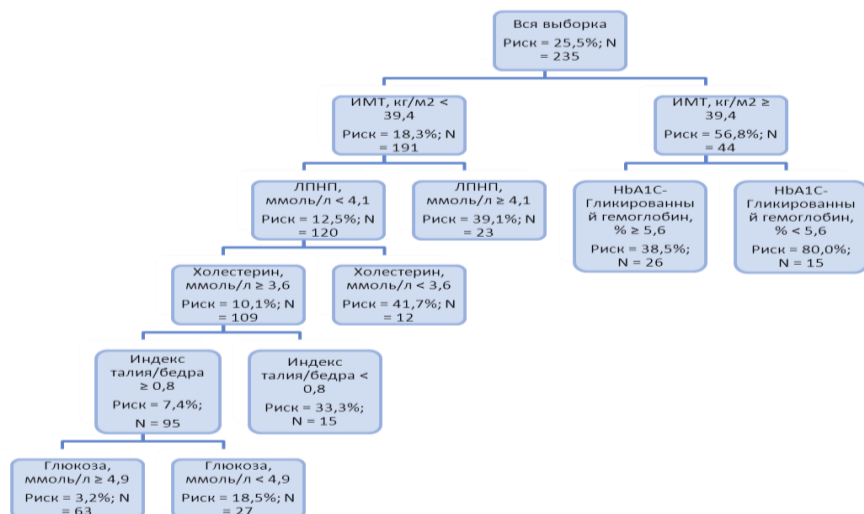 Вся выборка
Риск = 25,5%; N
= 235
ИМТ, кг/м2 <
39,4
Риск = 18,3%; N
= 191
ИМТ, кг/м2 ≥
39,4
Риск = 56,8%; N
= 44
ЛПНП,
ммоль/л < 4,1
Риск = 12,5%; N
= 120
ЛПНП,
ммоль/л ≥ 4,1
Риск = 39,1%; N
= 23
HbA1C-
Гликированны
й гемоглобин,
% ≥ 5,6
Риск = 38,5%;
N = 26
HbA1C-
Гликированны
й гемоглобин,
% < 5,6
Риск = 80,0%;
N = 15
Холестерин,
ммоль/л ≥ 3,6
Риск = 10,1%; N
= 109
Холестерин,
ммоль/л < 3,6
Риск = 41,7%; N
= 12
Индекс
талия/бедра
≥ 0,8
Риск = 7,4%;
N = 95
Индекс
талия/бедра <
0,8
Риск = 33,3%;
N = 15
Глюкоза,
ммоль/л ≥ 4,9
Риск = 3,2%; N
= 63
Глюкоза,
ммоль/л < 4,9
Риск = 18,5%; N
= 27